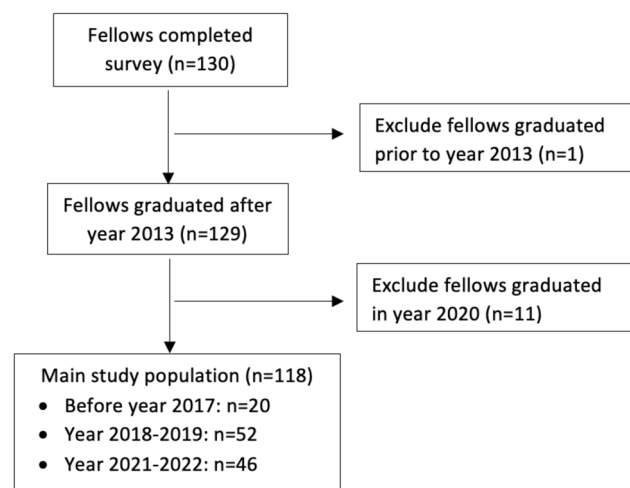 Fellows completed
survey (n=130)
Exclude fellows graduated
prior to year 2013 (n=1)
Fellows graduated after
year 2013 (n=129)
Exclude fellows graduated
in year 2020 (n=11)
Main study population (n=118)
• Before year 2017: n=20
• Year 2018-2019: n=52
• Year 2021-2022: n=46